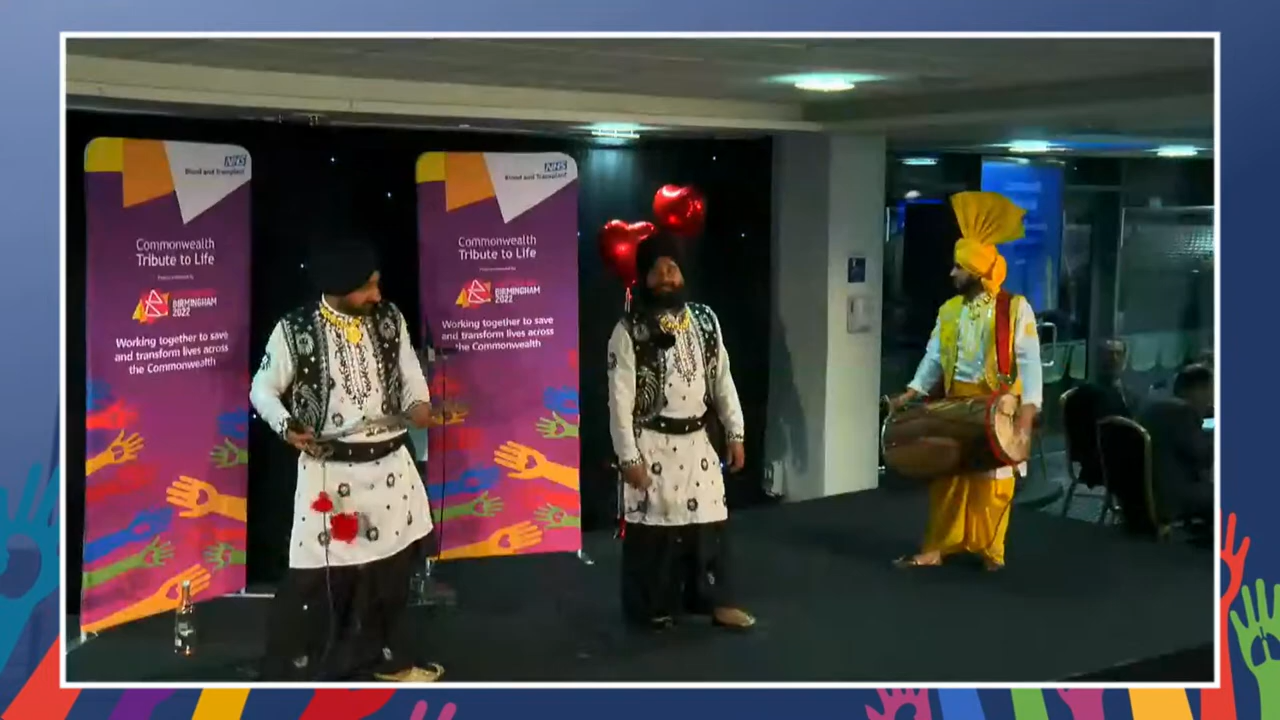 NHS
Blood and Transplant
Commonwealth
Tribute to Life
BIRMINGHAM
2022
Working together to save
and transform lives across
the Commonwealth
NHS
Blood and Transplant
Commonwealth
Tribute to Life
BIRMINGHAM
2022
Working together to save
and transform lives across
the Commonwealth